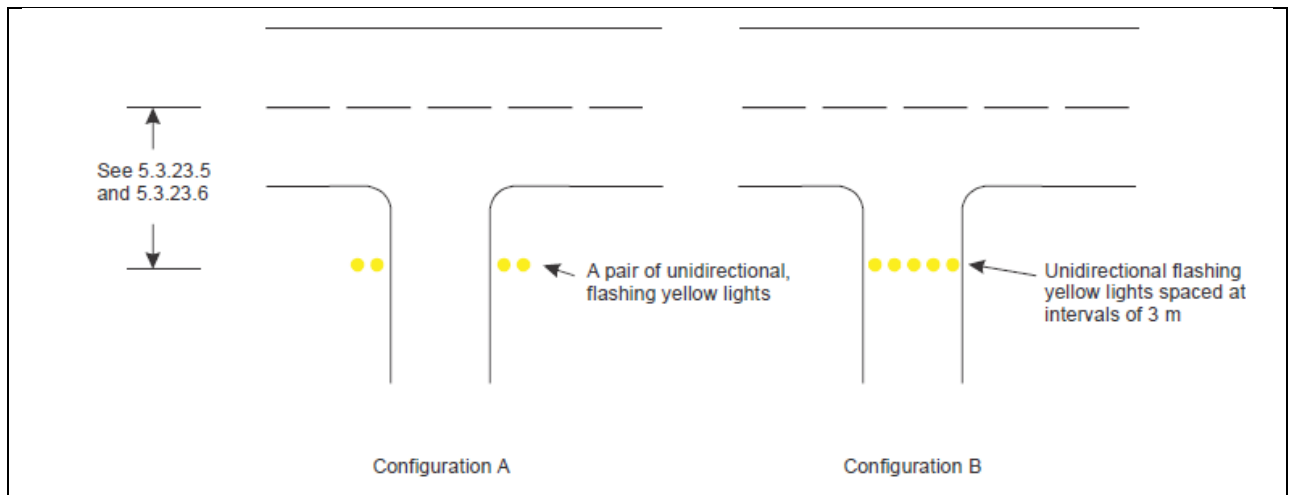 See 5.3.23.5
and 5.3.23.6
A pair of unidirectional,
flashing yellow lights
Unidirectional flashing
yellow lights spaced at
intervals of 3 m
Configuration A
Configuration B